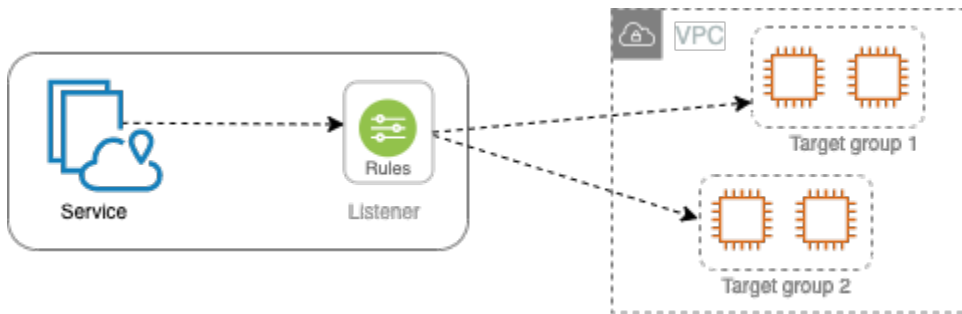 VPC
Rules
Service
Listener
Target group 1
Target group 2